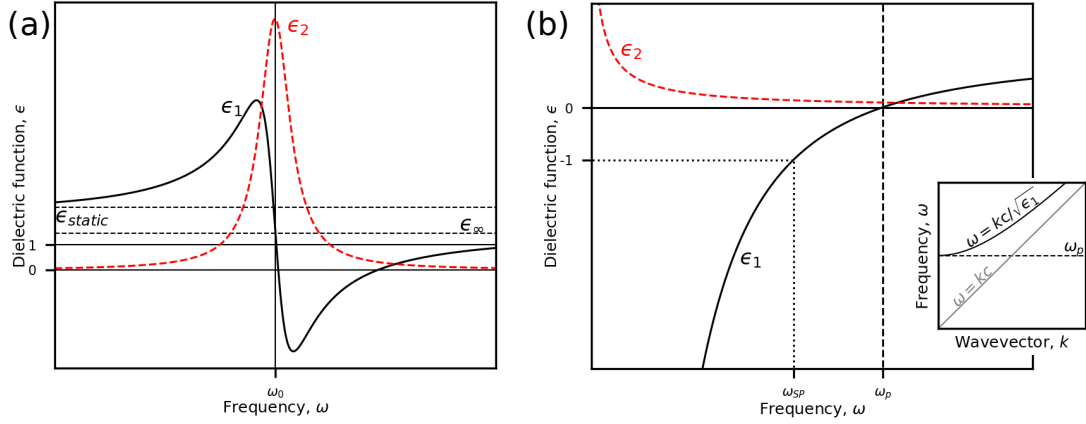 (a)
ϵ₂
ϵ₁
ϵstatic
ϵ∞
1
0
Dielectric function, ϵ
ω₀
Frequency, ω
(b)
ϵ₂
0
-1
ϵ₁
Dielectric function, ϵ
ωSP
ωp
Frequency, ω
ω = kc/√ϵ₁
ωp
ω = kc
Frequency, ω
Wavevector, k